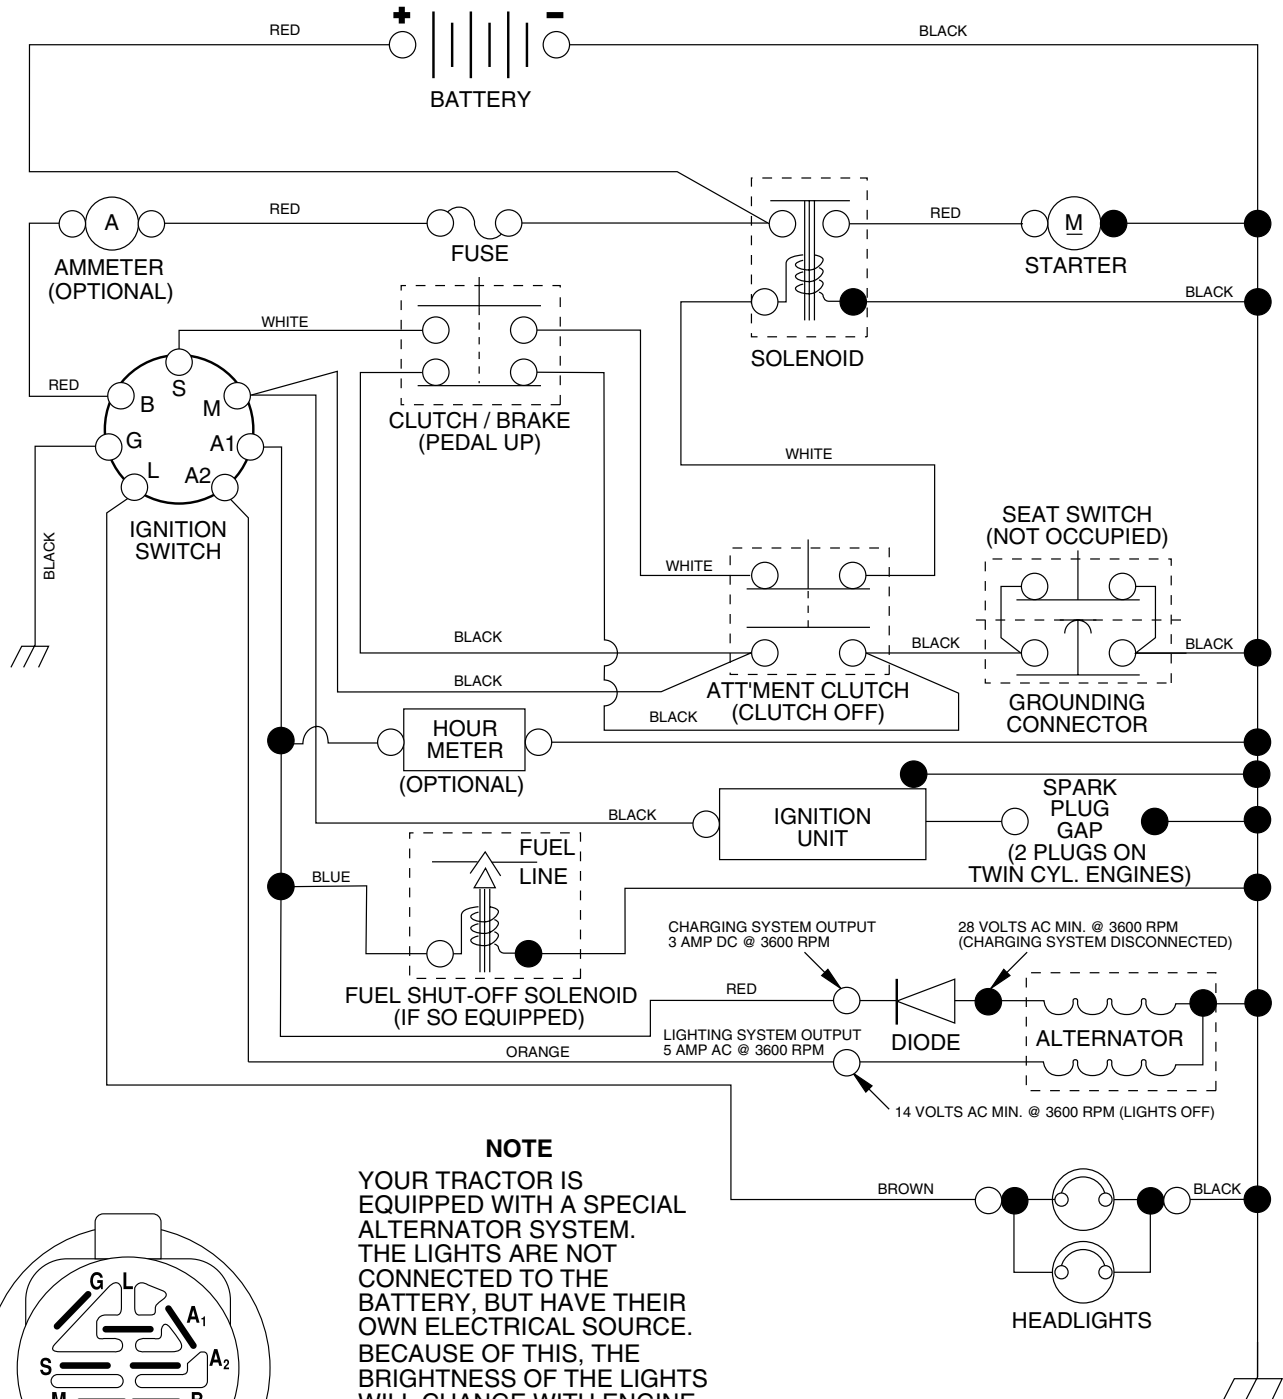 +
-
RED
BLACK
BATTERY
RED
RED
A
M
FUSE
STARTER
AMMETER
(OPTIONAL)
BLACK
WHITE
SOLENOID
RED
S
B
M
G
A1
L
A2
CLUTCH / BRAKE
(PEDAL UP)
WHITE
IGNITION
SWITCH
BLACK
SEAT SWITCH
(NOT OCCUPIED)
WHITE
BLACK
BLACK
BLACK
BLACK
ATT'MENT CLUTCH
(CLUTCH OFF)
BLACK
GROUNDING
CONNECTOR
HOUR
METER
(OPTIONAL)
BLACK
IGNITION
UNIT
SPARK
PLUG
GAP
(2 PLUGS ON
TWIN CYL. ENGINES)
FUEL
LINE
BLUE
FUEL SHUT-OFF SOLENOID
(IF SO EQUIPPED)
CHARGING SYSTEM OUTPUT
3 AMP DC @ 3600 RPM
28 VOLTS AC MIN. @ 3600 RPM
(CHARGING SYSTEM DISCONNECTED)
RED
DIODE
ALTERNATOR
LIGHTING SYSTEM OUTPUT
5 AMP AC @ 3600 RPM
ORANGE
14 VOLTS AC MIN. @ 3600 RPM (LIGHTS OFF)
BROWN
BLACK
HEADLIGHTS
NOTE
YOUR TRACTOR IS
EQUIPPED WITH A SPECIAL
ALTERNATOR SYSTEM.
THE LIGHTS ARE NOT
CONNECTED TO THE
BATTERY, BUT HAVE THEIR
OWN ELECTRICAL SOURCE.
BECAUSE OF THIS, THE
BRIGHTNESS OF THE LIGHTS
WILL CHANGE WITH ENGINE
G L
A1
S
A2
M
B